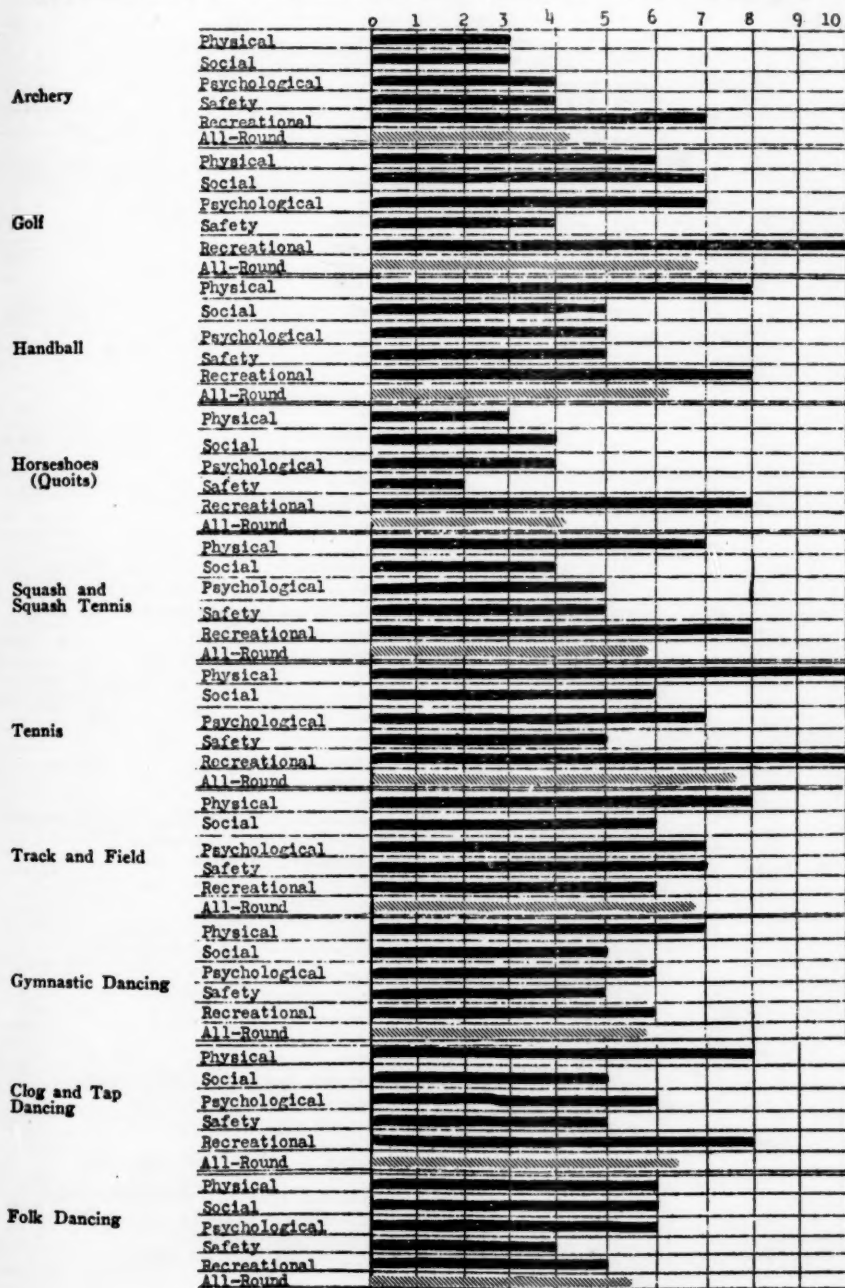 0 1 2 3 4 5 6 7 8 9 10
Archery
Physical
Social
Psychological
Safety
Recreational
All-Round
Golf
Physical
Social
Psychological
Safety
Recreational
All-Round
Handball
Physical
Social
Psychological
Safety
Recreational
All-Round
Horseshoes
(Quoits)
Physical
Social
Psychological
Safety
Recreational
All-Round
Squash and
Squash Tennis
Physical
Social
Psychological
Safety
Recreational
All-Round
Tennis
Physical
Social
Psychological
Safety
Recreational
All-Round
Track and Field
Physical
Social
Psychological
Safety
Recreational
All-Round
Gymnastic Dancing
Physical
Social
Psychological
Safety
Recreational
All-Round
Clog and Tap
Dancing
Physical
Social
Psychological
Safety
Recreational
All-Round
Folk Dancing
Physical
Social
Psychological
Safety
Recreational
All-Round